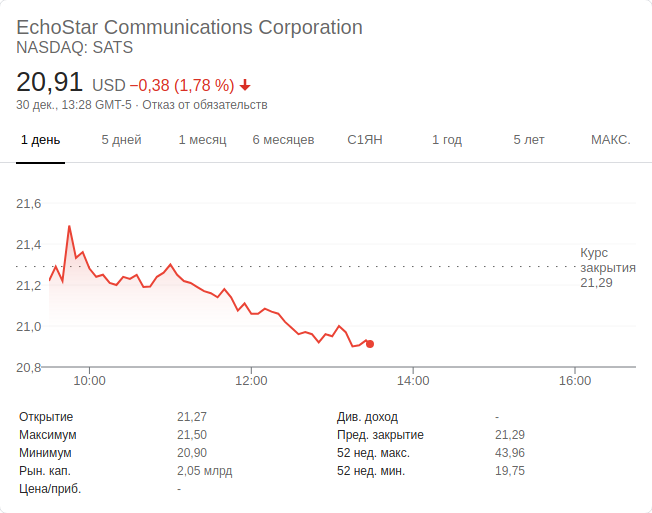 EchoStar Communications Corporation
NASDAQ: SATS
20,91 USD −0,38 (1,78 %)
30 дек., 13:28 GMT-5 · Отказ от обязательств
1 день 5 дней 1 месяц 6 месяцев С1ЯН 1 год 5 лет МАКС.
21,6
21,4
21,2
21,0
20,8
Курс
закрытия
21,29
10:00 12:00 14:00 16:00
Открытие 21,27 Див. доход -
Максимум 21,50 Пред. закрытие 21,29
Минимум 20,90 52 нед. макс. 43,96
Рын. кап. 2,05 млрд 52 нед. мин. 19,75
Цена/приб. -